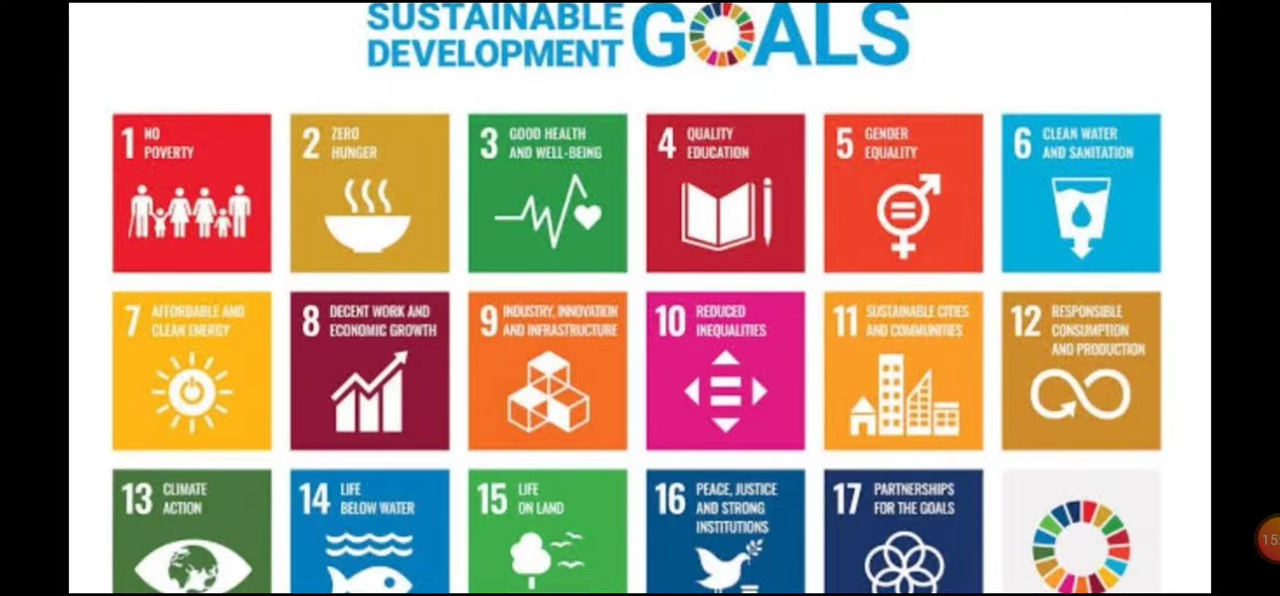 SUSTAINABLE
DEVELOPMENT
GOALS
1 NO
POVERTY
2 ZERO
HUNGER
3 GOOD HEALTH
AND WELL-BEING
4 QUALITY
EDUCATION
5 GENDER
EQUALITY
6 CLEAN WATER
AND SANITATION
7 AFFORDABLE AND
CLEAN ENERGY
8 DECENT WORK AND
ECONOMIC GROWTH
9 INDUSTRY, INNOVATION
AND INFRASTRUCTURE
10 REDUCED
INEQUALITIES
11 SUSTAINABLE CITIES
AND COMMUNITIES
12 RESPONSIBLE
CONSUMPTION
AND PRODUCTION
13 CLIMATE
ACTION
14 LIFE
BELOW WATER
15 LIFE
ON LAND
16 PEACE, JUSTICE
AND STRONG
INSTITUTIONS
17 PARTNERSHIPS
FOR THE GOALS